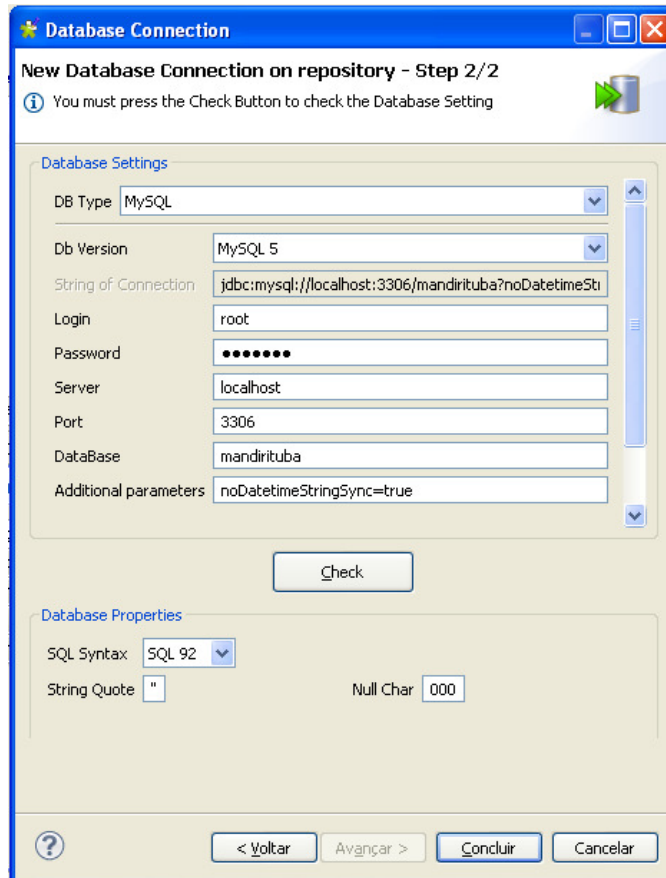 Database Connection
New Database Connection on repository - Step 2/2
You must press the Check Button to check the Database Setting
Database Settings
DB Type MySQL
Db Version MySQL 5
String of Connection jdbc:mysql://localhost:3306/mandirituba?noDatetimeStr
Login root
Password ●●●●●●●
Server localhost
Port 3306
DataBase mandirituba
Additional parameters noDatetimeStringSync=true
Check
Database Properties
SQL Syntax SQL 92
String Quote " Null Char 000
? < Voltar Avançar > Concluir Cancelar